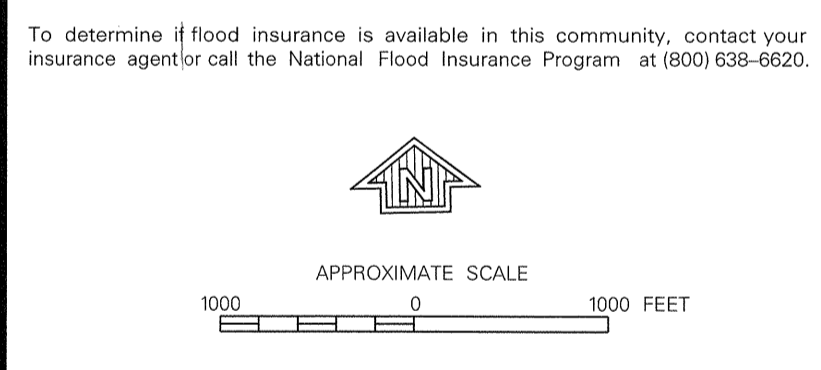 To determine if flood insurance is available in this community, contact your
insurance agent or call the National Flood Insurance Program at (800) 638–6620.
N
APPROXIMATE SCALE
1000 0 1000 FEET